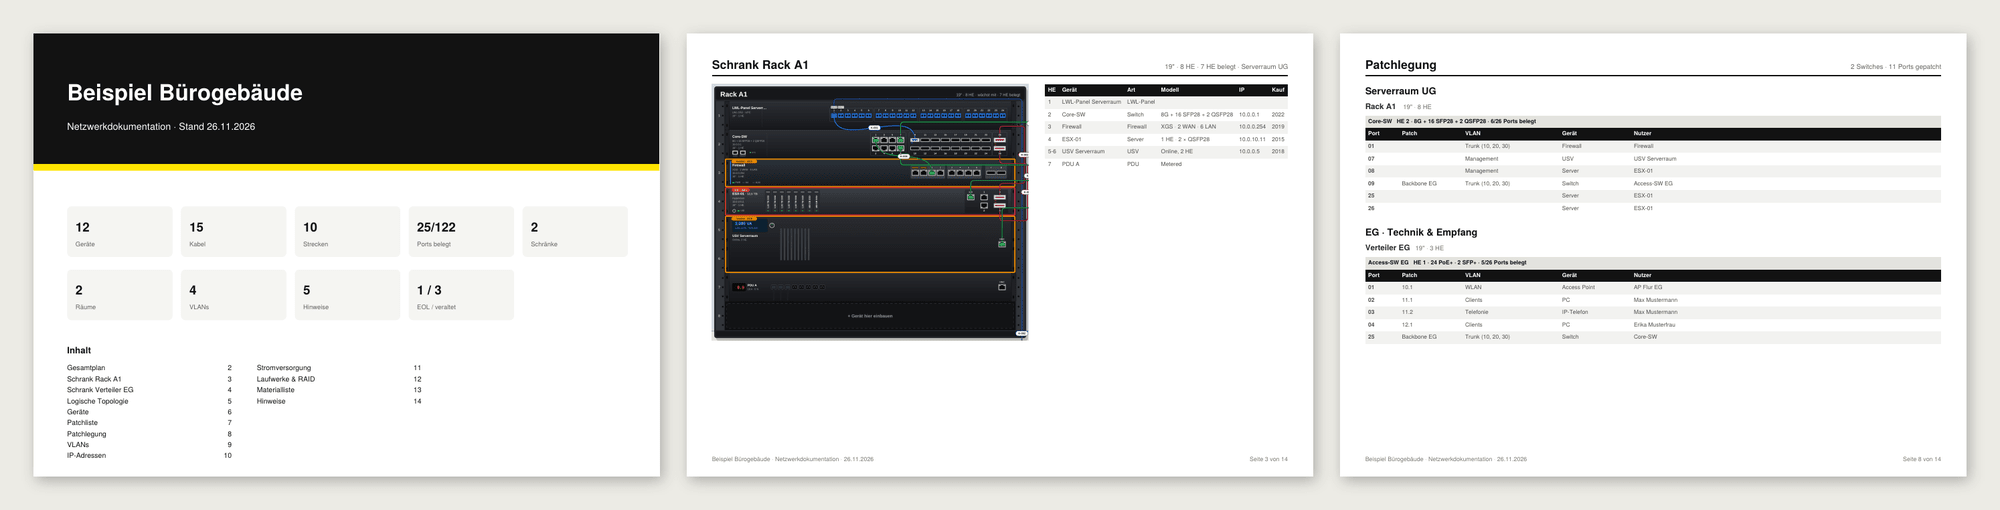 Beispiel Bürogebäude
Netzwerkdokumentation · Stand 26.11.2026
12
Geräte
15
Kabel
10
Strecken
25/122
Ports belegt
2
Schränke
2
Räume
4
VLANs
5
Hinweise
1 / 3
EOL / veraltet
Inhalt
Gesamtplan 2
Schrank Rack A1 3
Schrank Verteiler EG 4
Logische Topologie 5
Geräte 6
Patchliste 7
Patchlegung 8
VLANs 9
IP-Adressen 10
Stromversorgung 11
Laufwerke & RAID 12
Materialliste 13
Hinweise 14
Schrank Rack A1
19" · 8 HE · 7 HE belegt · Serverraum UG
Rack A1
LWL-Panel Server...
Core-SW
Firewall
ESX-01
USV Serverraum
PDU A
+ Gerät hier einbauen
HE Gerät Art Modell IP Kauf
1 LWL-Panel Serverraum LWL-Panel
2 Core-SW Switch 8G + 16 SFP28 + 2 QSFP28 10.0.0.1 2022
3 Firewall Firewall XGS · 2 WAN · 6 LAN 10.0.0.254 2019
4 ESX-01 Server 1 HE · 2 × QSFP28 10.0.10.11 2015
5-6 USV Serverraum USV Online, 2 HE 10.0.0.5 2018
7 PDU A PDU Metered
Beispiel Bürogebäude · Netzwerkdokumentation · 26.11.2026
Seite 3 von 14
Patchlegung
2 Switches · 11 Ports gepatcht
Serverraum UG
Rack A1 19" · 8 HE
Core-SW HE 2 · 8G + 16 SFP28 + 2 QSFP28 · 6/26 Ports belegt
Port Patch VLAN Gerät Nutzer
01 Trunk (10, 20, 30) Firewall Firewall
07 Management USV USV Serverraum
08 Management Server ESX-01
09 Backbone EG Trunk (10, 20, 30) Switch Access-SW EG
25 Server ESX-01
26 Server ESX-01
EG · Technik & Empfang
Verteiler EG 19" · 3 HE
Access-SW EG HE 1 · 24 PoE+ · 2 SFP+ · 5/26 Ports belegt
Port Patch VLAN Gerät Nutzer
01 10.1 WLAN Access Point AP Flur EG
02 11.1 Clients PC Max Mustermann
03 11.2 Telefonie IP-Telefon Max Mustermann
04 12.1 Clients PC Erika Musterfrau
25 Backbone EG Trunk (10, 20, 30) Switch Core-SW
Beispiel Bürogebäude · Netzwerkdokumentation · 26.11.2026
Seite 8 von 14